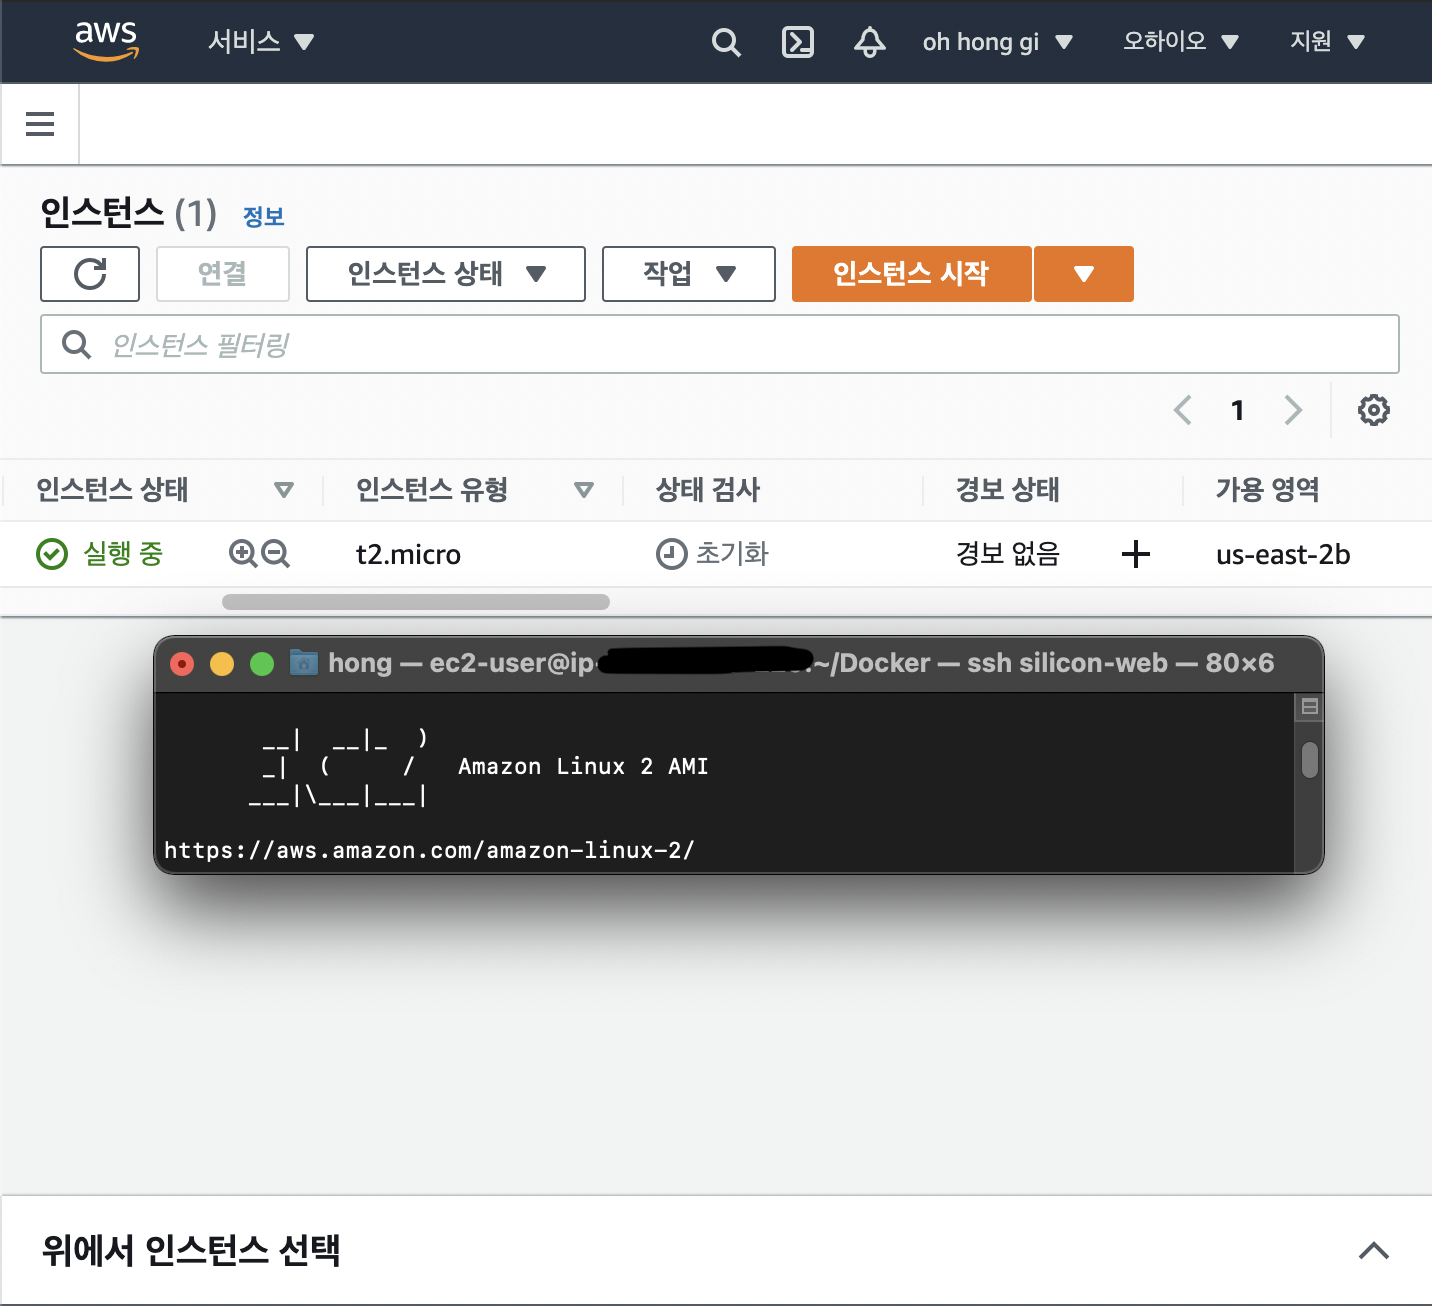 aws 서비스 oh hong gi 오하이오 지원
인스턴스 (1) 정보
연결 인스턴스 상태 작업 인스턴스 시작
인스턴스 필터링
1
인스턴스 상태 인스턴스 유형 상태 검사 경보 상태 가용 영역
실행 중 t2.micro 초기화 경보 없음 + us-east-2b
hong — ec2-user@ip :~/Docker — ssh silicon-web — 80×6
__|  __|_  )
_|  (     /   Amazon Linux 2 AMI
___|\___|___|
https://aws.amazon.com/amazon-linux-2/
위에서 인스턴스 선택